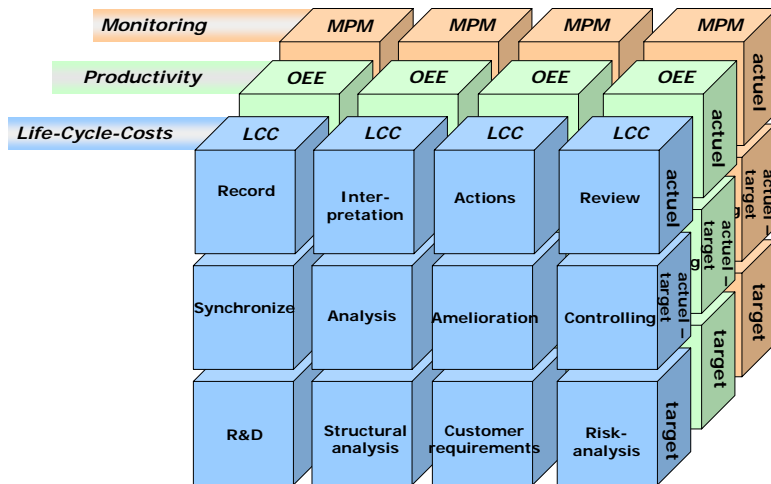 Monitoring
MPM MPM MPM MPM
Productivity
OEE OEE OEE OEE
Life-Cycle-Costs
LCC LCC LCC LCC
actuel
actuel
actuel
Record
Inter-
pretation
Actions
Review
actuel –
target
actuel –
target
actuel –
target
Synchronize
Analysis
Amelioration
Controlling
g
g
target
target
target
R&D
Structural
analysis
Customer
requirements
Risk-
analysis